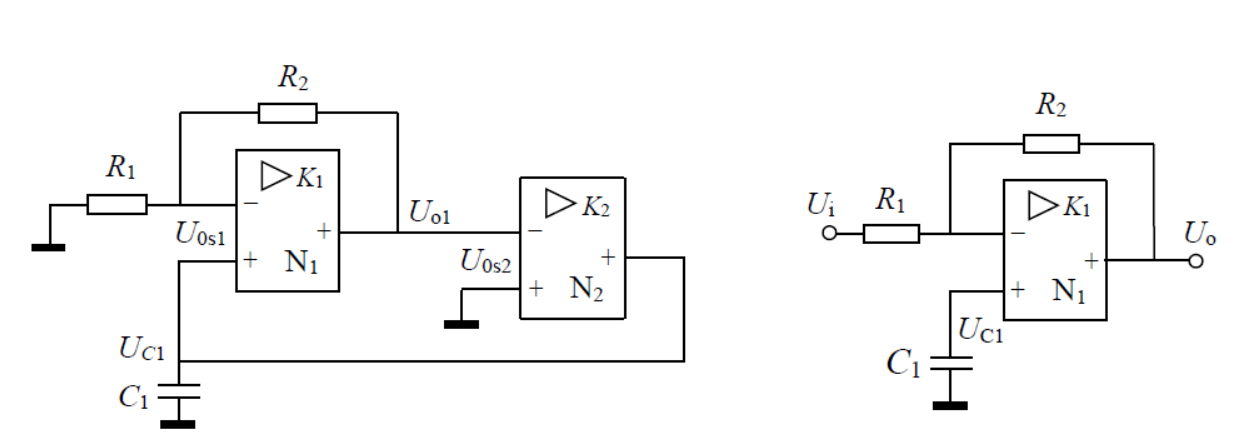 R2
R1
K1
−
+
U0s1
Uo1
+
N1
K2
−
+
U0s2
+
N2
UC1
C1
R2
Ui
R1
K1
−
+
Uo
+
N1
UC1
C1